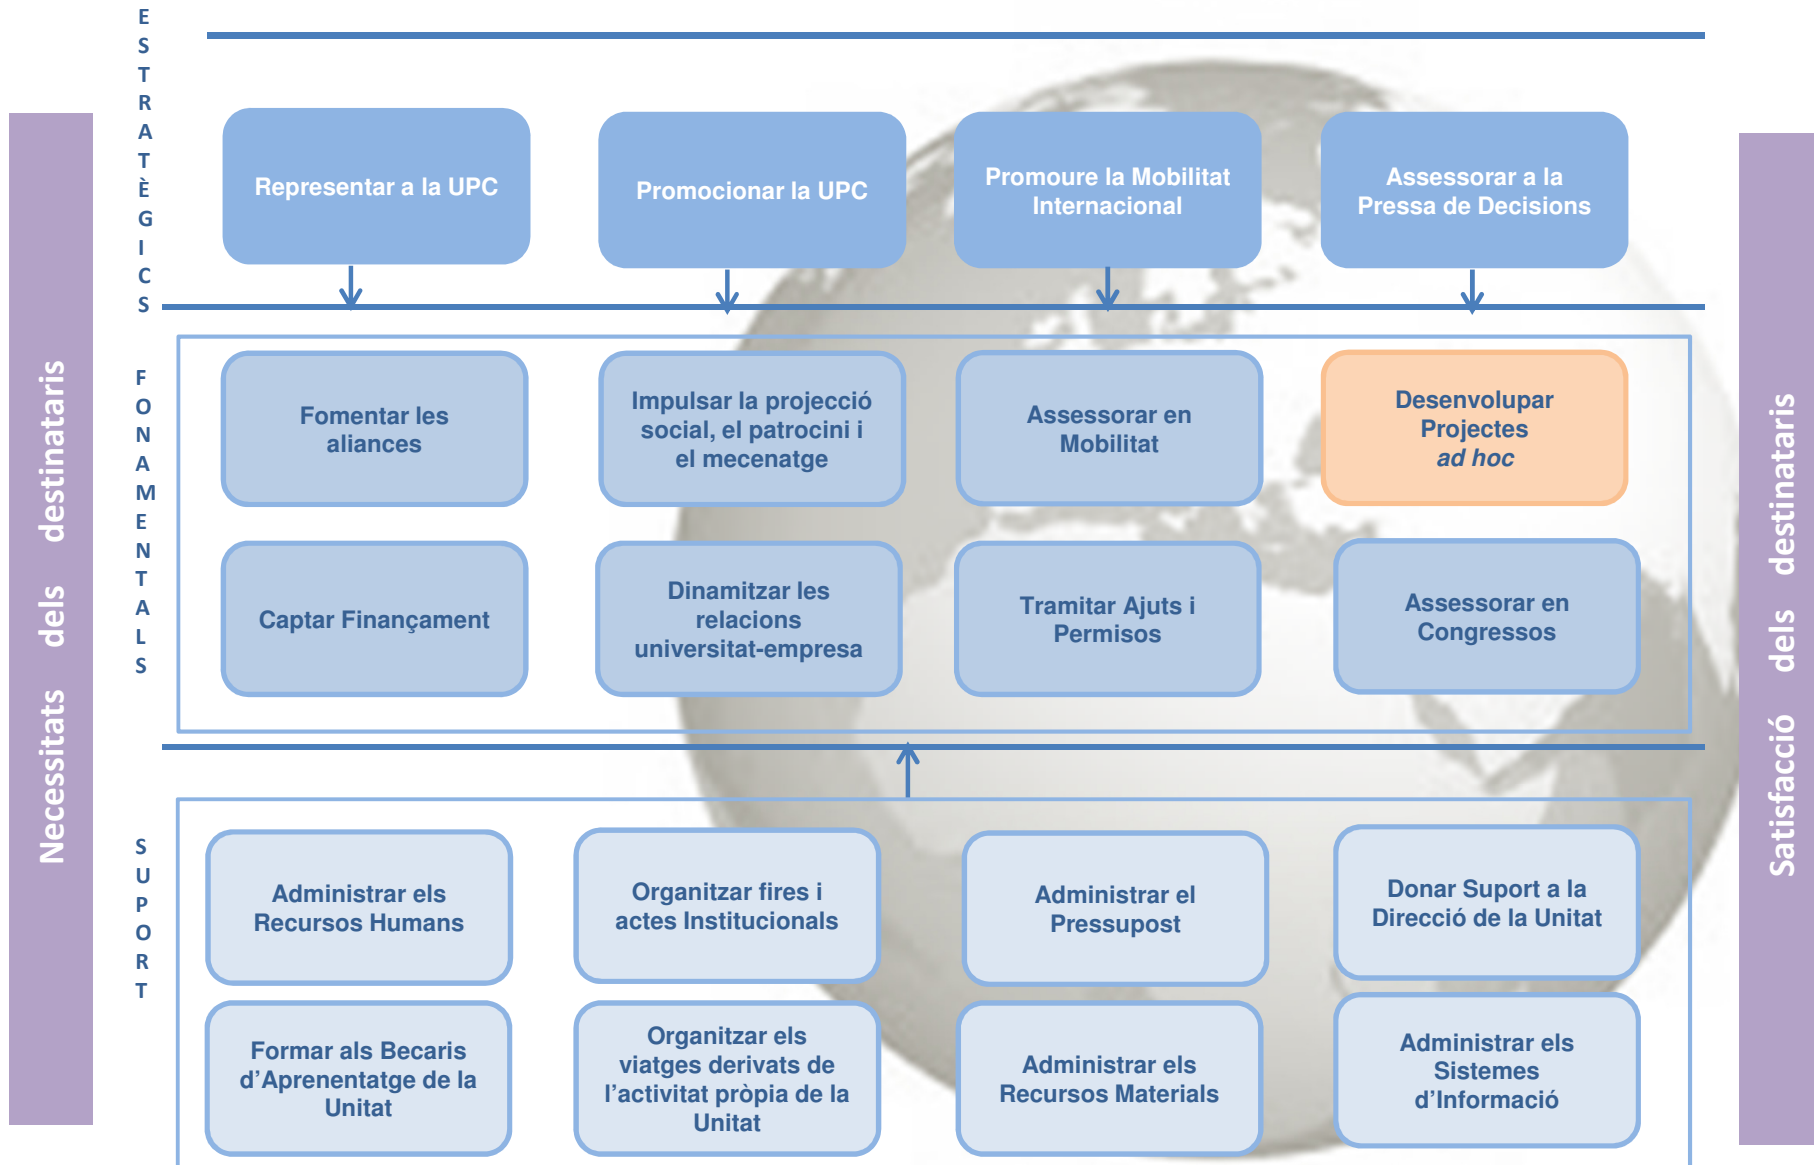 ESTRATÈGICS
Representar a la UPC
Promocionar la UPC
Promoure la Mobilitat
Internacional
Assessorar a la
Pressa de Decisions
Necessitats dels destinataris
FONAMENTALS
Fomentar les
aliances
Impulsar la projecció
social, el patrocini i
el mecenatge
Assessorar en
Mobilitat
Desenvolupar
Projectes
ad hoc
Captar Finançament
Dinamitzar les
relacions
universitat-empresa
Tramitar Ajuts i
Permisos
Assessorar en
Congressos
Satisfacció dels destinataris
SUPORT
Administrar els
Recursos Humans
Organitzar fires i
actes Institucionals
Administrar el
Pressupost
Donar Suport a la
Direcció de la Unitat
Formar als Becaris
d’Aprenentatge de la
Unitat
Organitzar els
viatges derivats de
l’activitat pròpia de la
Unitat
Administrar els
Recursos Materials
Administrar els
Sistemes
d’Informació